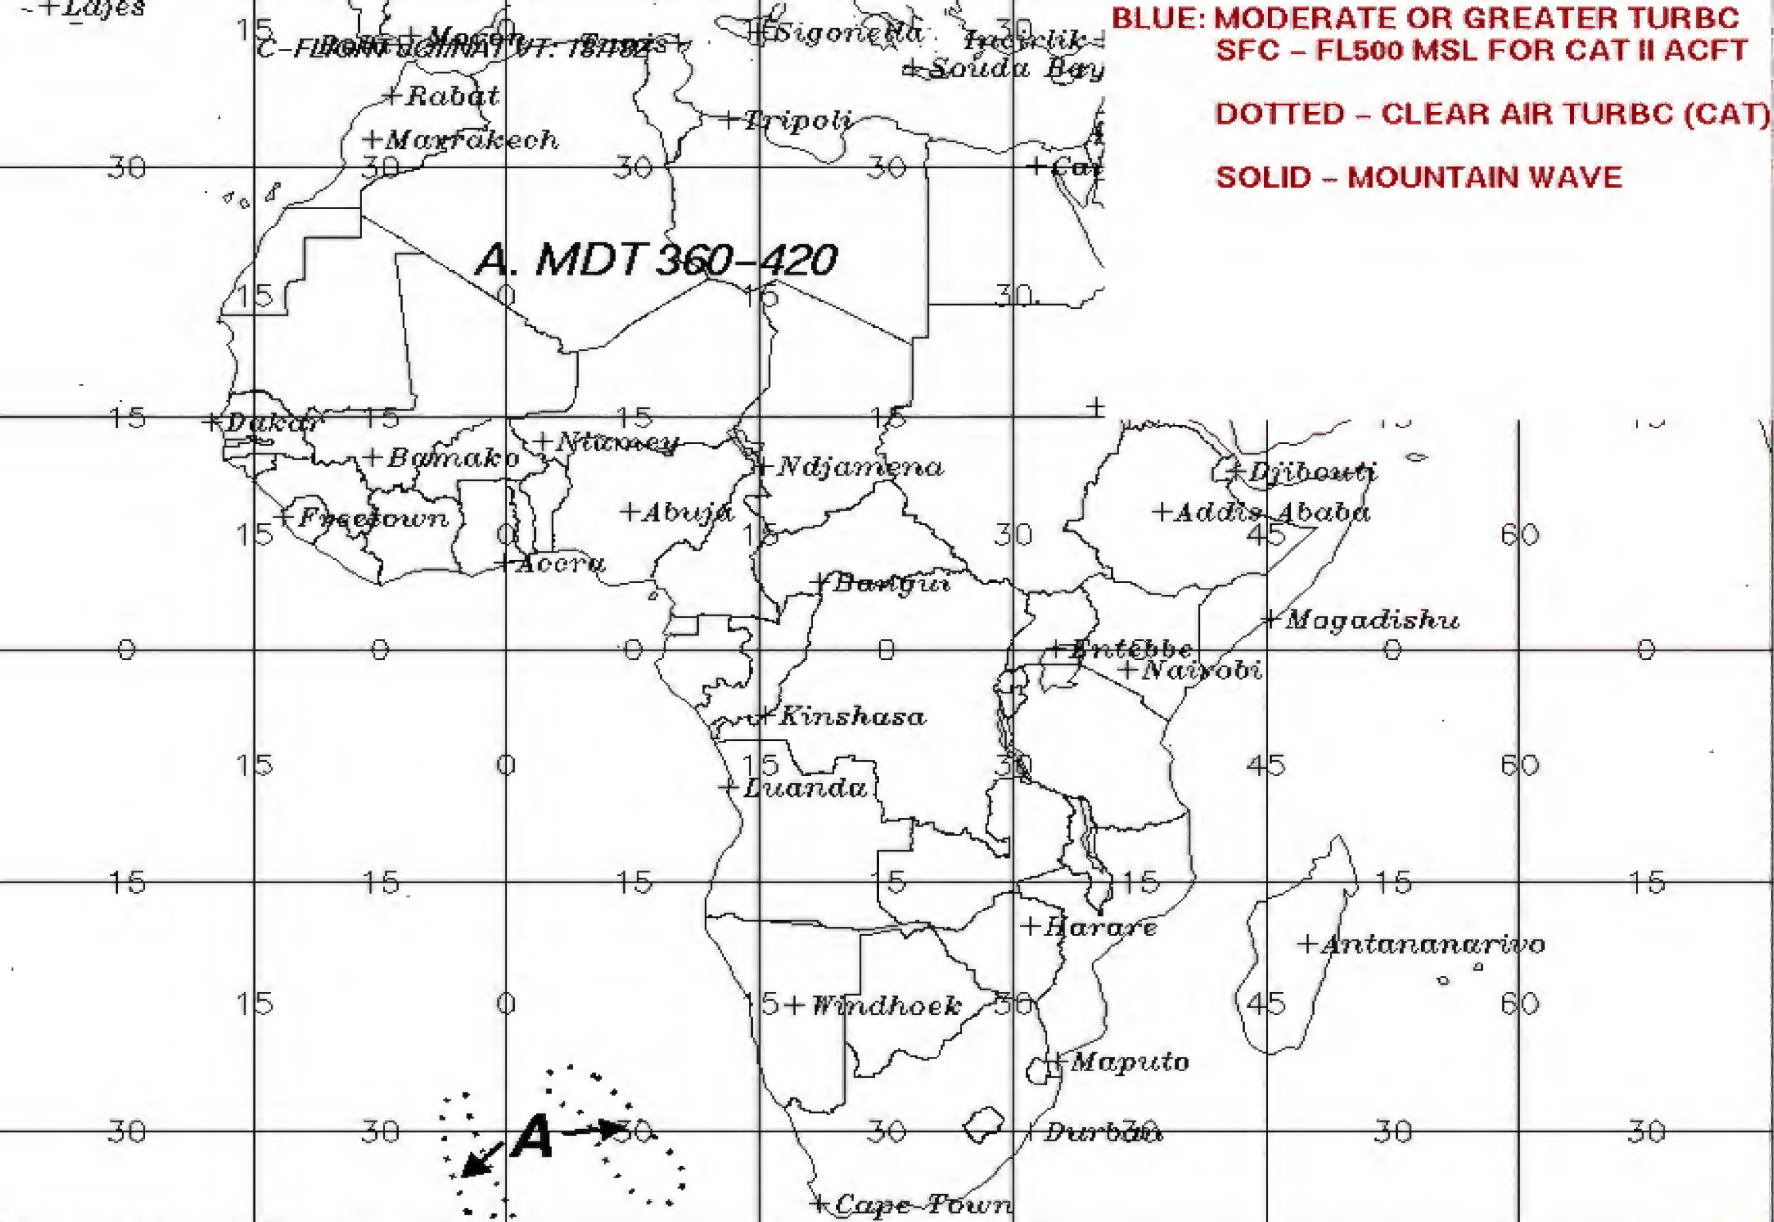 +Lajes
BLUE: MODERATE OR GREATER TURBC
SFC – FL500 MSL FOR CAT II ACFT
DOTTED – CLEAR AIR TURBC (CAT)
SOLID – MOUNTAIN WAVE
15 0 30
+Moron
+Sigonella
Incirlik
+Souda Bay
+Rabat
+Tripoli
+Marrakech
30 30 30 30
A. MDT 360–420
15 0 15 30
15 15 15 15 15 15
+Dakar
+Niamey
+Bamako
+Ndjamena
+Djibouti
+Freetown
+Abuja
+Addis Ababa
15 0 15 30 45 60
+Accra
+Bangui
+Mogadishu
0 0 0 0 0 0 0
+Entebbe
+Nairobi
+Kinshasa
15 0 15 30 45 60
+Luanda
15 15 15 15 15 15 15
+Harare
+Antananarivo
15 0 15 30 45 60
+Windhoek
+Maputo
A
30 30 30 30 30 30 30
+Durban
+Cape Town